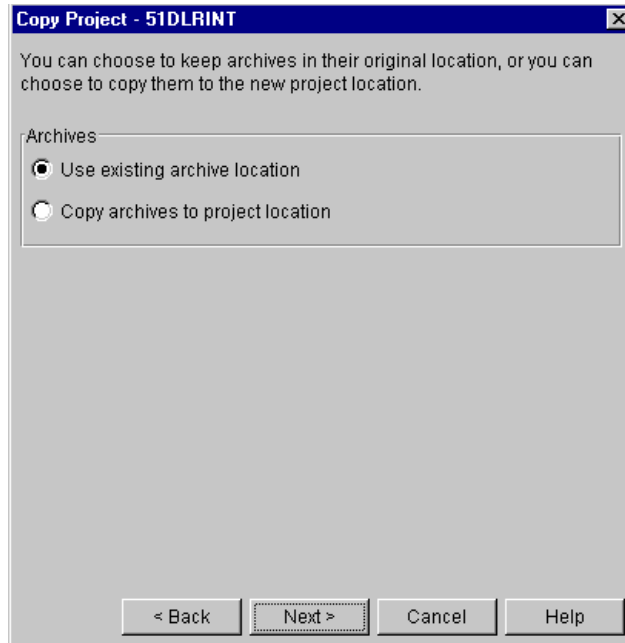 Copy Project - 51DLRINT
You can choose to keep archives in their original location, or you can
choose to copy them to the new project location.
Archives
Use existing archive location
Copy archives to project location
< Back
Next >
Cancel
Help